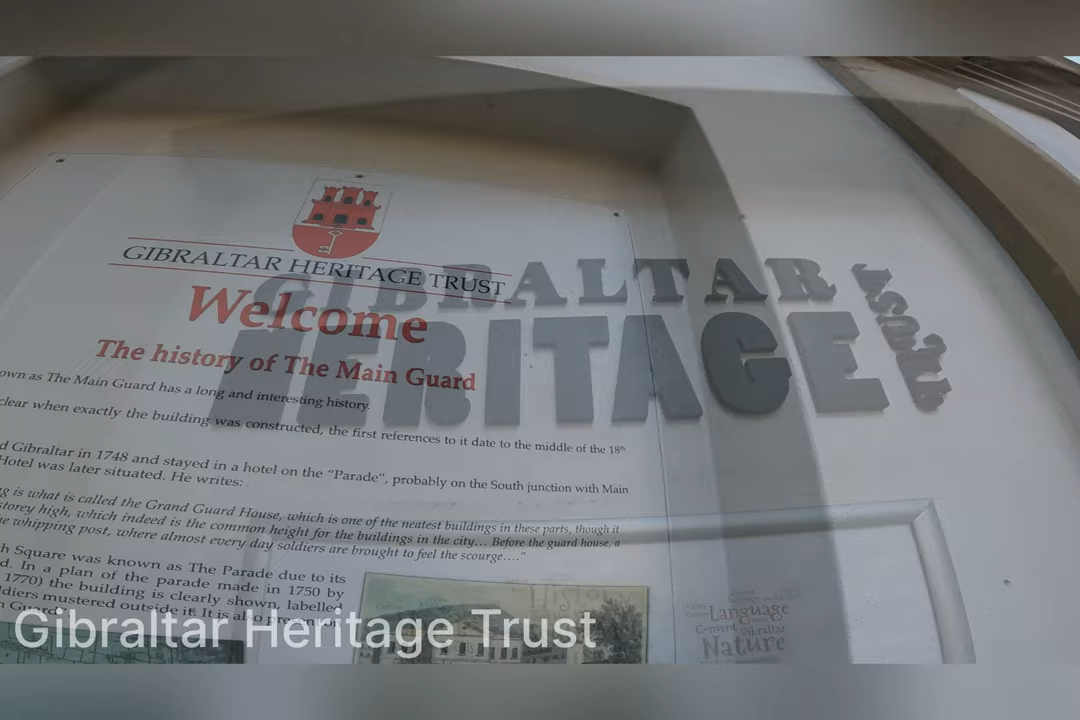 GIBRALTAR HERITAGE TRUST
Welcome
The history of The Main Guard
own as The Main Guard has a long and interesting history.
clear when exactly the building was constructed, the first references to it date to the middle of the 18th
d Gibraltar in 1748 and stayed in a hotel on the “Parade”, probably on the South junction with Main
Hotel was later situated. He writes:
g is what is called the Grand Guard House, which is one of the neatest buildings in these parts, though it
storey high, which indeed is the common height for the buildings in the city… Before the guard house, a
e whipping post, where almost every day soldiers are brought to feel the scourge….”
h Square was known as The Parade due to its
d. In a plan of the parade made in 1750 by
1770) the building is clearly shown, labelled
diers mustered outside it. It is also
n Guard
GIBRALTAR
HERITAGE
TRUST
History
Language
Convent Gibraltar
Nature
Gibraltar Heritage Trust